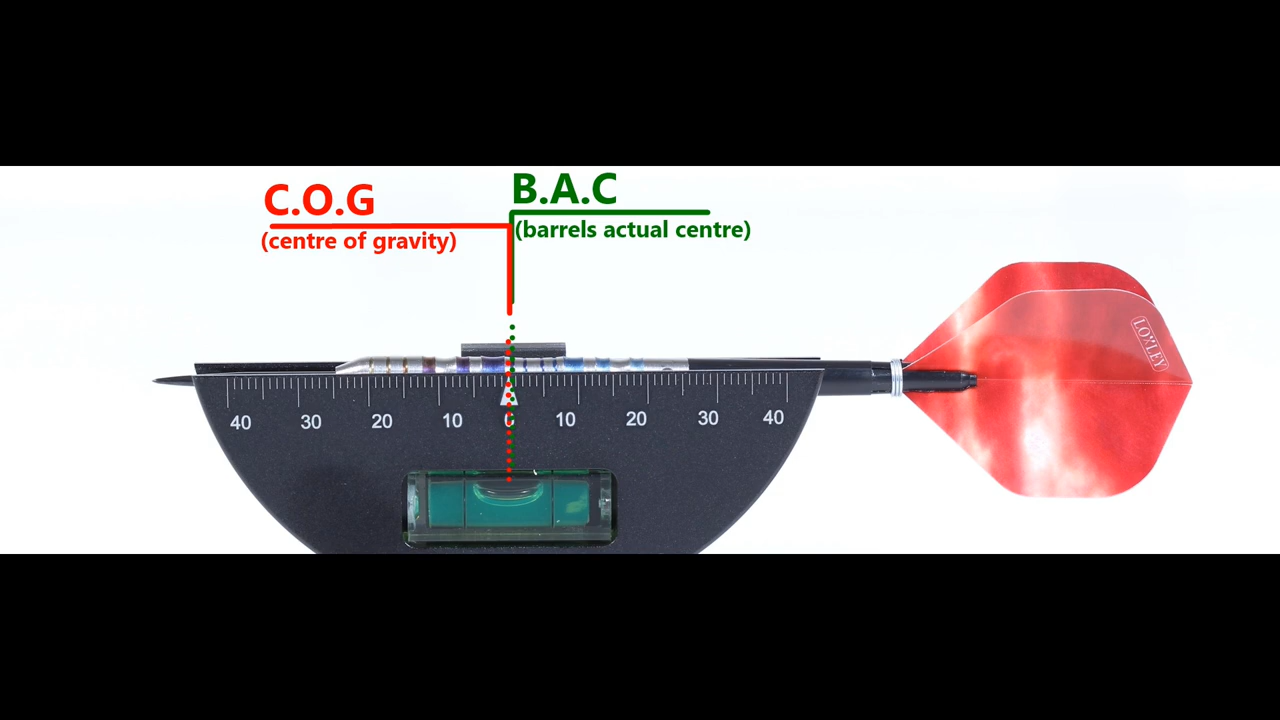 C.O.G
(centre of gravity)
B.A.C
(barrels actual centre)
LOXLEY
40 30 20 10 0 10 20 30 40